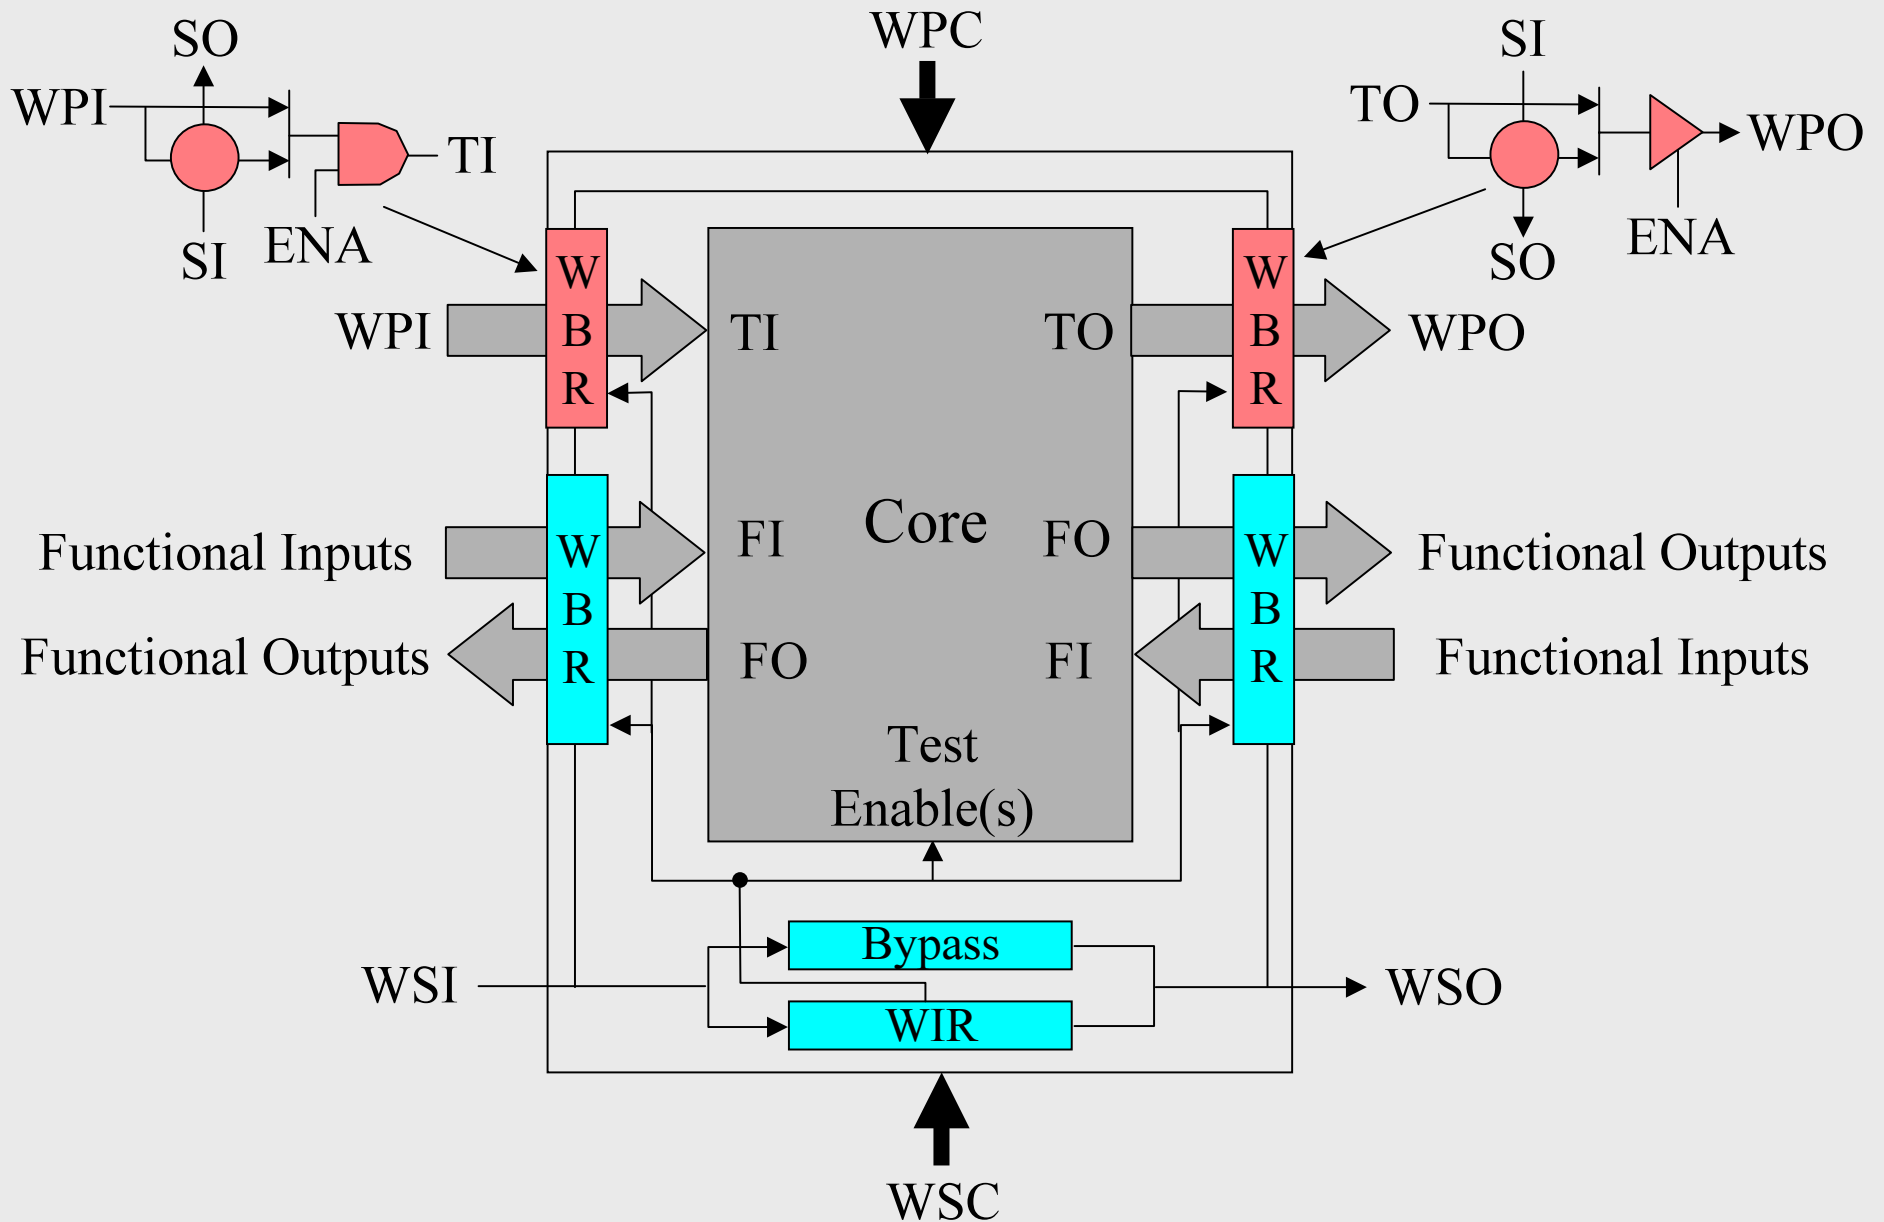 WPC
SO
WPI
TI
SI
ENA
SI
TO
WPO
SO
ENA
WPI
W
B
R
TI
TO
W
B
R
WPO
Functional Inputs
Functional Outputs
W
B
R
FI
FO
Core
FO
FI
Test
Enable(s)
W
B
R
Functional Outputs
Functional Inputs
WSI
Bypass
WIR
WSO
WSC